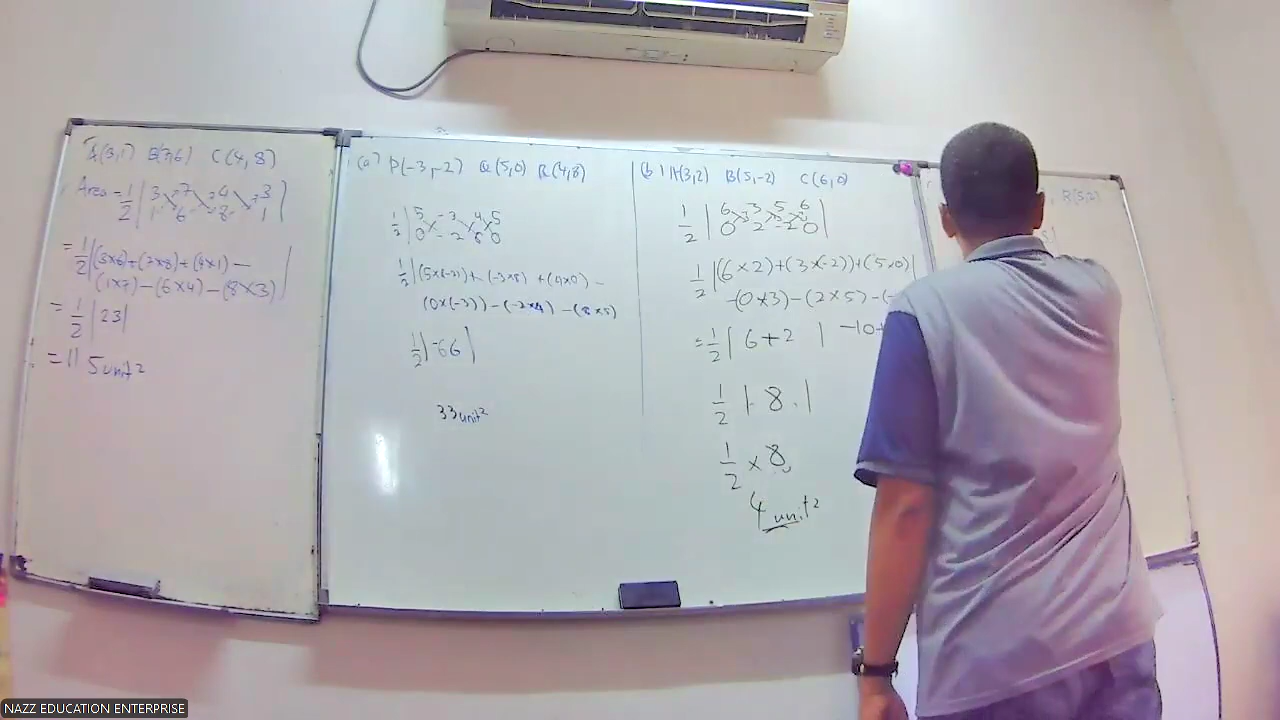 A(3,1) B(7,6) C(4,8)
Area = 1/2 | 3 7 4 3 |
1 6 8 1
= 1/2 |(3×6)+(7×8)+(4×1) −
(1×7) − (6×4) − (8×3)|
= 1/2 |23|
= 11 5 unit²
(a) P(-3,-2) Q(5,0) R(4,8)
1/2 | 5 -3 4 5
0 -2 8 0
1/2 |(5×(-2)) + (-3×8) + (4×0) −
(0×(-3)) − (-2×4) − (8×5)
1/2 |-66|
33 unit²
(b) A(3,2) B(5,-2) C(6,0)
1/2 | 6 3 5 6 |
0 2 -2 0
1/2 |(6×2)+(3×(-2))+(5×0)
−(0×3) − (2×5) −
= 1/2 | 6+2 | −10+
1/2 | 8 |
1/2 × 8
4 unit²
B(5,2)
NAZZ EDUCATION ENTERPRISE